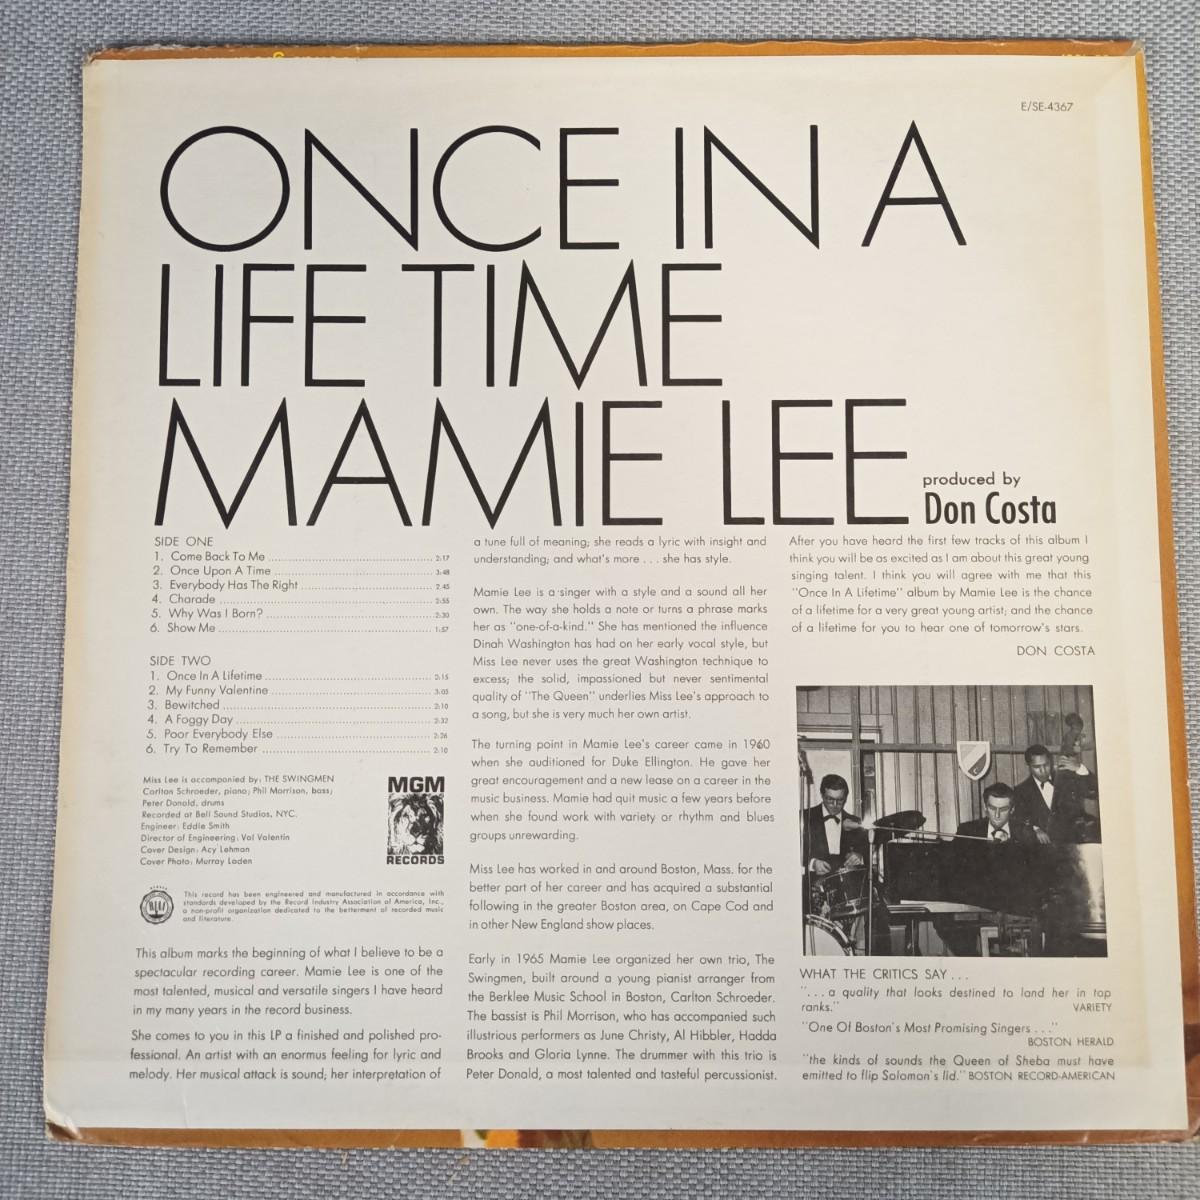 E/SE-4367
ONCE IN A
LIFE TIME
MAMIE LEE
produced by
Don Costa
SIDE ONE
1. Come Back To Me 2:17
2. Once Upon A Time 3:48
3. Everybody Has The Right 2:45
4. Charade 2:55
5. Why Was I Born? 2:30
6. Show Me 1:57
SIDE TWO
1. Once In A Lifetime 2:15
2. My Funny Valentine 3:05
3. Bewitched 2:10
4. A Foggy Day 2:32
5. Poor Everybody Else 2:26
6. Try To Remember 2:10
Miss Lee is accompanied by: THE SWINGMEN
Carlton Schroeder, piano; Phil Morrison, bass;
Peter Donald, drums
Recorded at Bell Sound Studios, NYC.
Engineer: Eddie Smith
Director of Engineering: Val Valentin
Cover Design: Acy Lehman
Cover Photo: Murray Laden
MGM
RECORDS
This record has been engineered and manufactured in accordance with
standards developed by the Record Industry Association of America, Inc.,
a non-profit organization dedicated to the betterment of recorded music
and literature.
This album marks the beginning of what I believe to be a
spectacular recording career. Mamie Lee is one of the
most talented, musical and versatile singers I have heard
in my many years in the record business.
She comes to you in this LP a finished and polished pro-
fessional. An artist with an enormous feeling for lyric and
melody. Her musical attack is sound; her interpretation of
a tune full of meaning; she reads a lyric with insight and
understanding; and what's more . . . she has style.
Mamie Lee is a singer with a style and a sound all her
own. The way she holds a note or turns a phrase marks
her as "one-of-a-kind." She has mentioned the influence
Dinah Washington has had on her early vocal style, but
Miss Lee never uses the great Washington technique to
excess; the solid, impassioned but never sentimental
quality of "The Queen" underlies Miss Lee's approach to
a song, but she is very much her own artist.
The turning point in Mamie Lee's career came in 1960
when she auditioned for Duke Ellington. He gave her
great encouragement and a new lease on a career in the
music business. Mamie had quit music a few years before
when she found work with variety or rhythm and blues
groups unrewarding.
Miss Lee has worked in and around Boston, Mass. for the
better part of her career and has acquired a substantial
following in the greater Boston area, on Cape Cod and
in other New England show places.
Early in 1965 Mamie Lee organized her own trio, The
Swingmen, built around a young pianist arranger from
the Berklee Music School in Boston, Carlton Schroeder.
The bassist is Phil Morrison, who has accompanied such
illustrious performers as June Christy, Al Hibbler, Hadda
Brooks and Gloria Lynne. The drummer with this trio is
Peter Donald, a most talented and tasteful percussionist.
After you have heard the first few tracks of this album I
think you will be as excited as I am about this great young
singing talent. I think you will agree with me that this
"Once In A Lifetime" album by Mamie Lee is the chance
of a lifetime for a very great young artist; and the chance
of a lifetime for you to hear one of tomorrow's stars.
DON COSTA
WHAT THE CRITICS SAY . . .
". . . a quality that looks destined to land her in top
ranks." VARIETY
"One Of Boston's Most Promising Singers . . ."
BOSTON HERALD
"the kinds of sounds the Queen of Sheba must have
emitted to flip Solomon's lid." BOSTON RECORD-AMERICAN